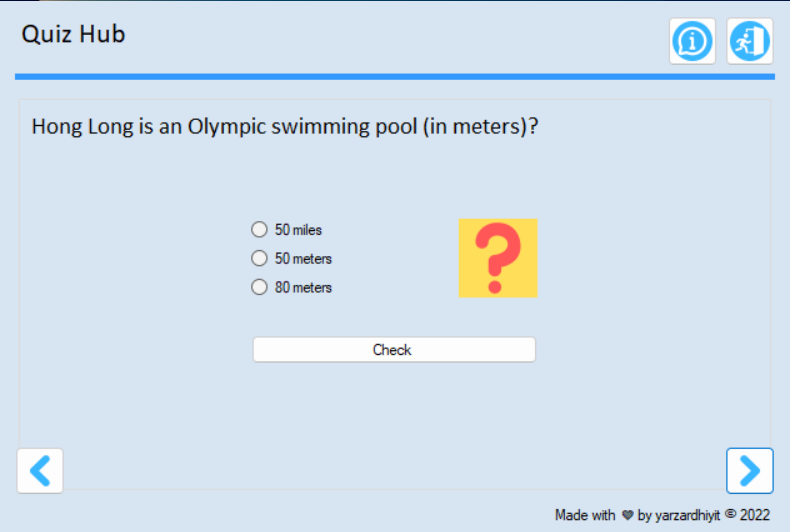 Quiz Hub
Hong Long is an Olympic swimming pool (in meters)?
50 miles
50 meters
80 meters
?
Check
Made with ♥ by yarzardhiyit © 2022